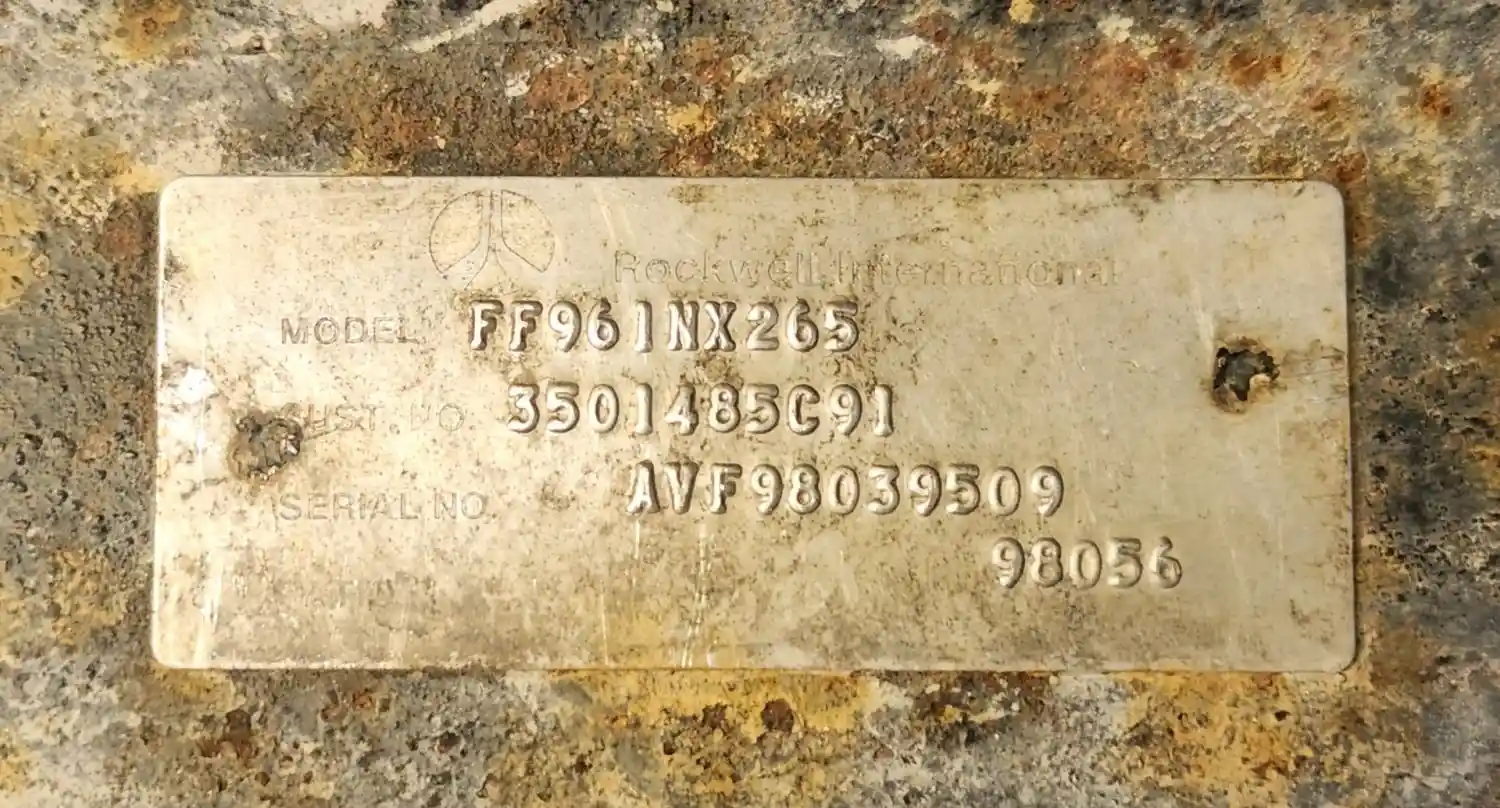 Rockwell International
MODEL FF961NX265
CUST. NO. 3501485C91
SERIAL NO. AVF98039509
98056